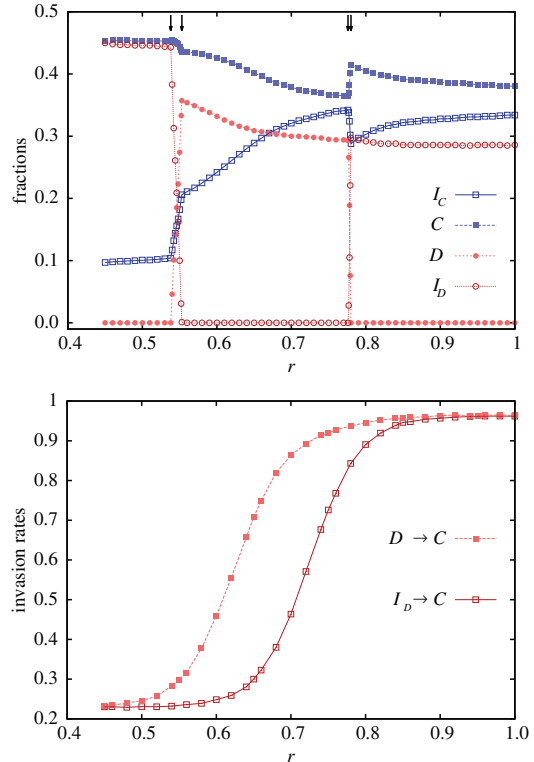 0.5
0.4
0.3
0.2
0.1
0.0
fractions
I_C
C
D
I_D
0.4 0.5 0.6 0.7 0.8 0.9 1
r
1
0.9
0.8
0.7
0.6
0.5
0.4
0.3
0.2
invasion rates
D → C
I_D → C
0.4 0.5 0.6 0.7 0.8 0.9 1.0
r